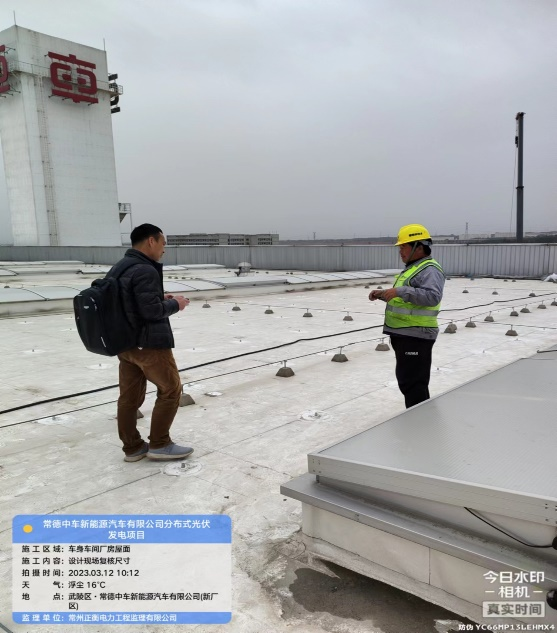 車
常德中车新能源汽车有限公司分布式光伏
发电项目
施工区域：车身车间厂房屋面
施工内容：设计现场复核尺寸
拍摄时间：2023.03.12 10:12
天 气：浮尘 16℃
地 点：武陵区·常德中车新能源汽车有限公司(新厂
区)
监理单位：常州正衡电力工程监理有限公司
今日水印
相机
真实时间
防伪 YC66MP13LEHMX4